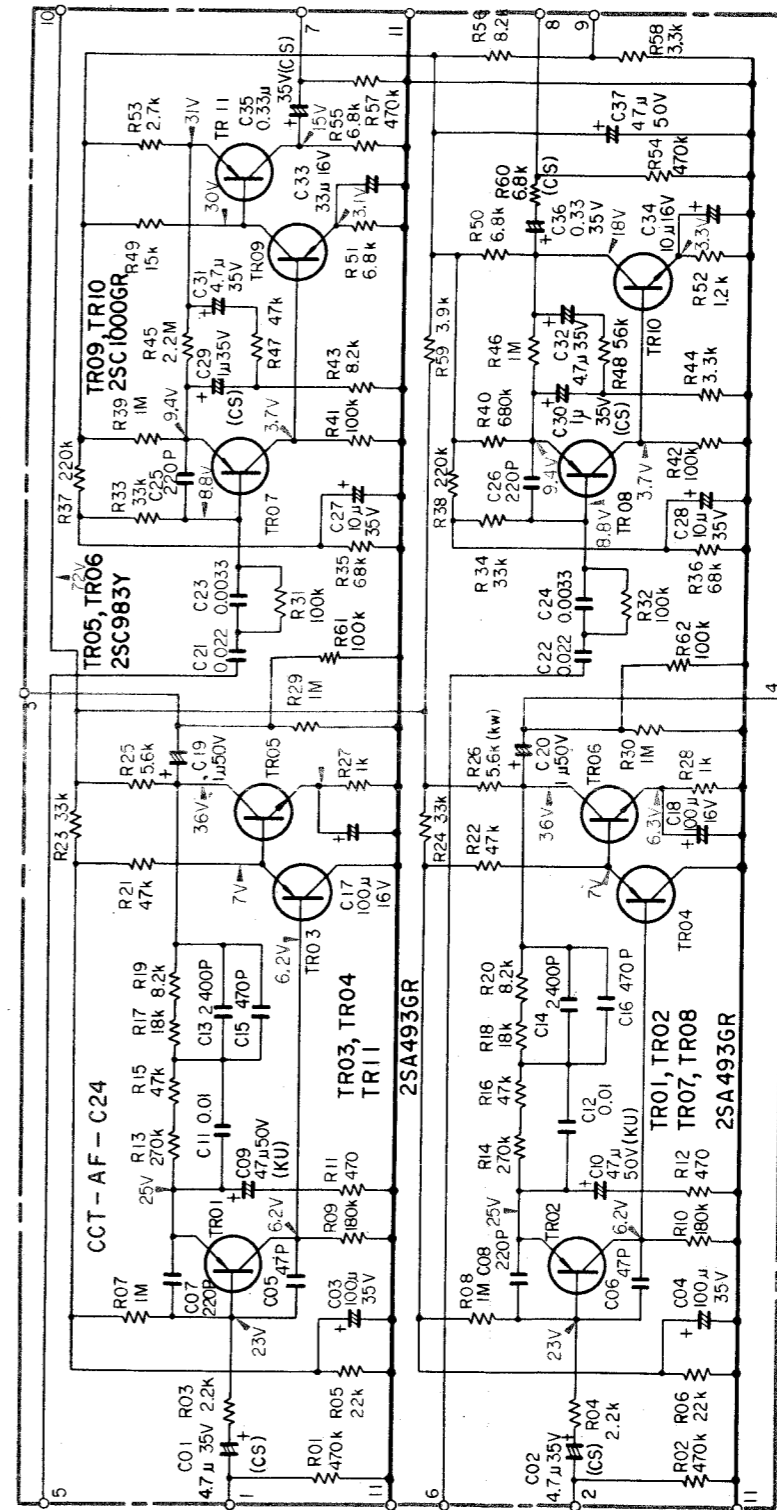 5
CCT-AF-C24
R07
1M
C07
220P
TR01
25V
R13
270k
C11 0.01
R15
47k
R17
18k
R19
8.2k
C13 2400P
C15 470P
C09
47μ50V
(KU)
R11
470
R09
180k
6.2V
C05
47P
C03
100μ
35V
23V
R03
2.2k
C01
4.7μ 35V
(CS)
R01
470k
R05
22k
1
11
TR03, TR04
TR11
2SA493GR
R21
47k
7V
6.2V
TR03
C17
100μ
16V
R23 33k
R25
5.6k
36V
C19
1μ50V
TR05
R27
1k
R29
1M
R61
100k
3
72V
TR05, TR06
2SC983Y
C21
0.022
C23
0.0033
R31
100k
R37 220k
R33
33k
C25
220P
8.8V
R39
1M
9.4V
TR07
C27
10μ
35V
R35
68k
3.7V
R41
100k
R43
8.2k
TR09, TR10
2SC1000GR
R45
2.2M
C29
1μ35V
(CS)
C31
4.7μ
35V
R47
47k
R49
15k
30V
TR09
R51
6.8k
3.1V
C33
33μ16V
R53
2.7k
31V
TR11
C35
0.33μ
35V(CS)
15V
R55
6.8k
R57
470k
10
7
11
6
R08
1M
C08
220P
TR02
25V
R14
270k
C12
0.01
R16
47k
R18
18k
R20
8.2k
C14
2400P
C16 470P
C10
47μ
50V(KU)
R12
470
R10
180k
6.2V
C06
47P
C04
100μ
35V
23V
R04
2.2k
C02
4.7μ 35V
(CS)
R02
470k
R06
22k
2
11
TR01, TR02
TR07, TR08
2SA493GR
R22
47k
R24 33k
7V
TR04
R26
5.6k(kw)
36V
C20
1μ50V
TR06
6.3V
C18
100μ
16V
R28
1k
R30
1M
R62
100k
4
C22
0.022
C24
0.0033
R32
100k
R34
33k
R38 220k
C26
220P
8.8V
R40
680k
9.4V
TR08
C28
10μ
35V
R36
68k
3.7V
R42
100k
R44
3.3k
R59 3.9k
R46
1M
C30
1μ
35V
(CS)
C32
4.7μ 35V
R48 56k
R50
6.8k
18V
TR10
R52
1.2k
3.3V
C34
10μ16V
R60
6.8k
C36
0.33
35V
(CS)
R54
470k
C37
47μ
50V
R56
8.2k
R58
3.3k
8
9